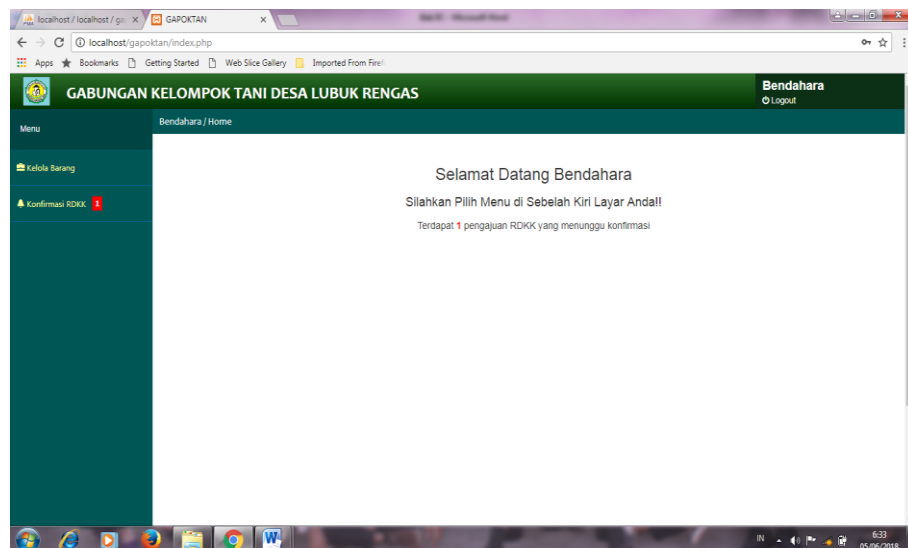 localhost / localhost / ga
GAPOKTAN
localhost/gapoktan/index.php
Apps Bookmarks Getting Started Web Slice Gallery Imported From Firef
GABUNGAN KELOMPOK TANI DESA LUBUK RENGAS
Bendahara
Logout
Menu
Bendahara / Home
Kelola Barang
Konfirmasi RDKK 1
Selamat Datang Bendahara
Silahkan Pilih Menu di Sebelah Kiri Layar Anda!!
Terdapat 1 pengajuan RDKK yang menunggu konfirmasi
IN
6:33
05/06/2018